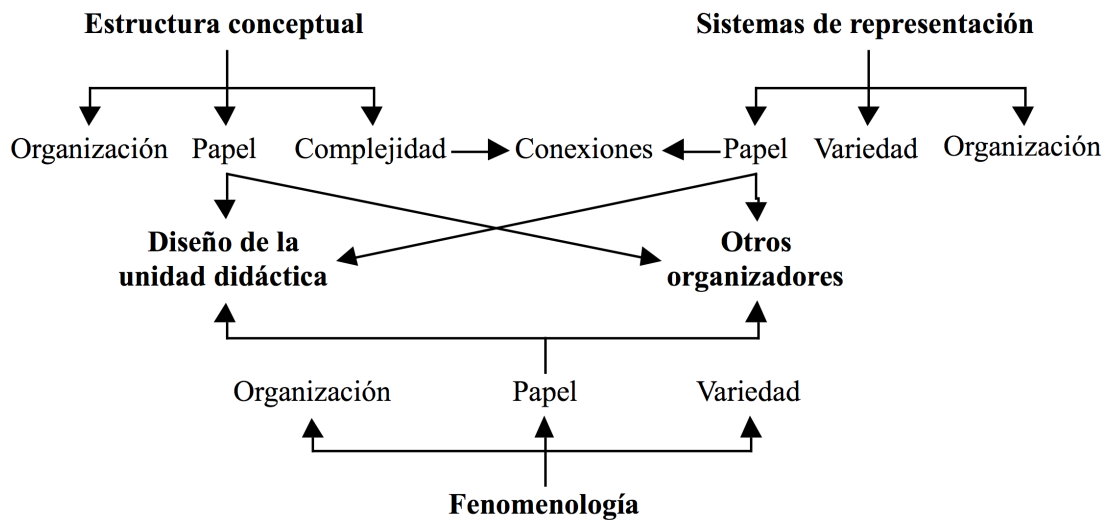 Estructura conceptual
Sistemas de representación
Organización
Papel
Complejidad
Conexiones
Papel
Variedad
Organización
Diseño de la
unidad didáctica
Otros
organizadores
Organización
Papel
Variedad
Fenomenología